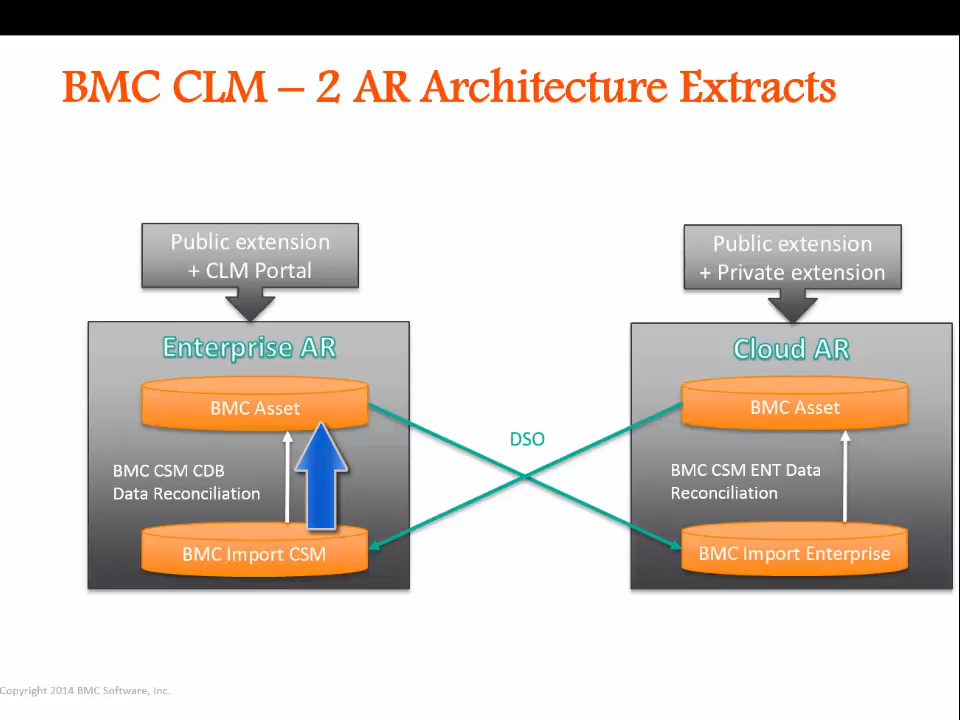 BMC CLM – 2 AR Architecture Extracts
Public extension
+ CLM Portal
Public extension
+ Private extension
Enterprise AR
Cloud AR
BMC Asset
BMC Asset
DSO
BMC CSM CDB
Data Reconciliation
BMC CSM ENT Data
Reconciliation
BMC Import CSM
BMC Import Enterprise
Copyright 2014 BMC Software, Inc.